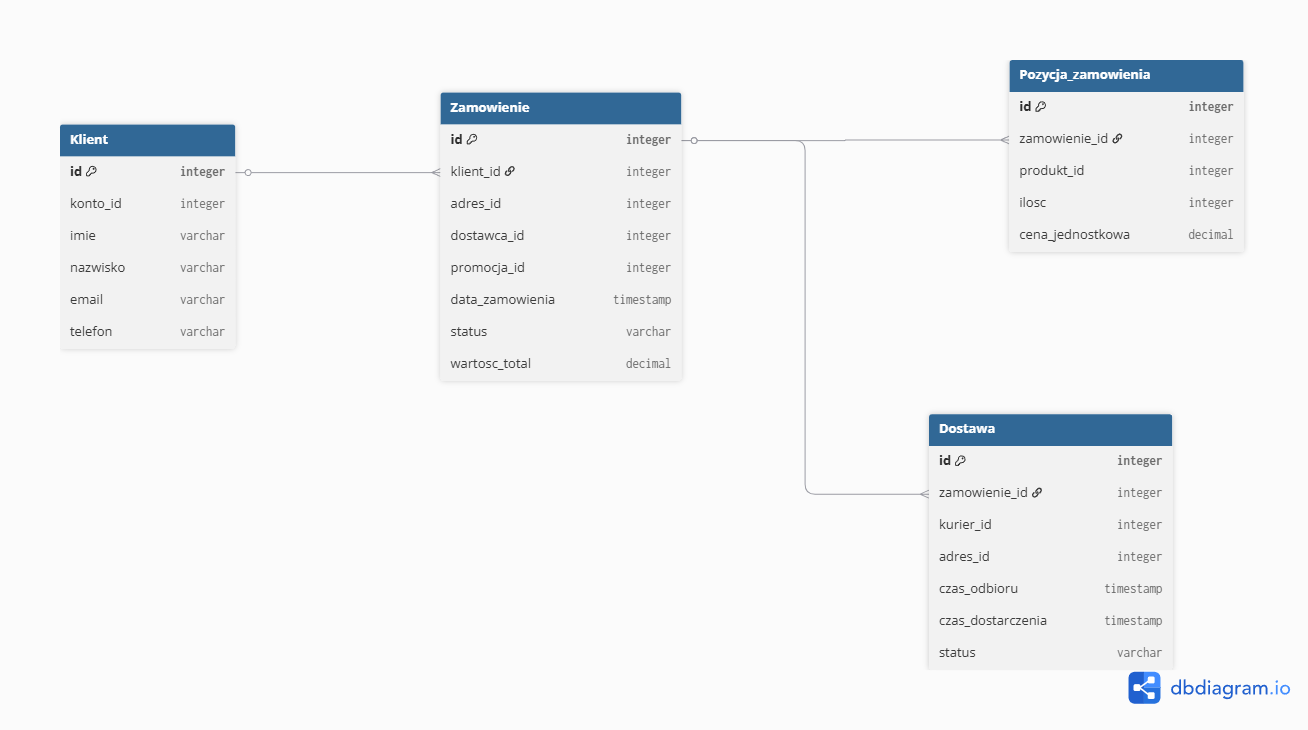 Klient
id integer
konto_id integer
imie varchar
nazwisko varchar
email varchar
telefon varchar
Zamowienie
id integer
klient_id integer
adres_id integer
dostawca_id integer
promocja_id integer
data_zamowienia timestamp
status varchar
wartosc_total decimal
Pozycja_zamowienia
id integer
zamowienie_id integer
produkt_id integer
ilosc integer
cena_jednostkowa decimal
Dostawa
id integer
zamowienie_id integer
kurier_id integer
adres_id integer
czas_odbioru timestamp
czas_dostarczenia timestamp
status varchar
dbdiagram.io